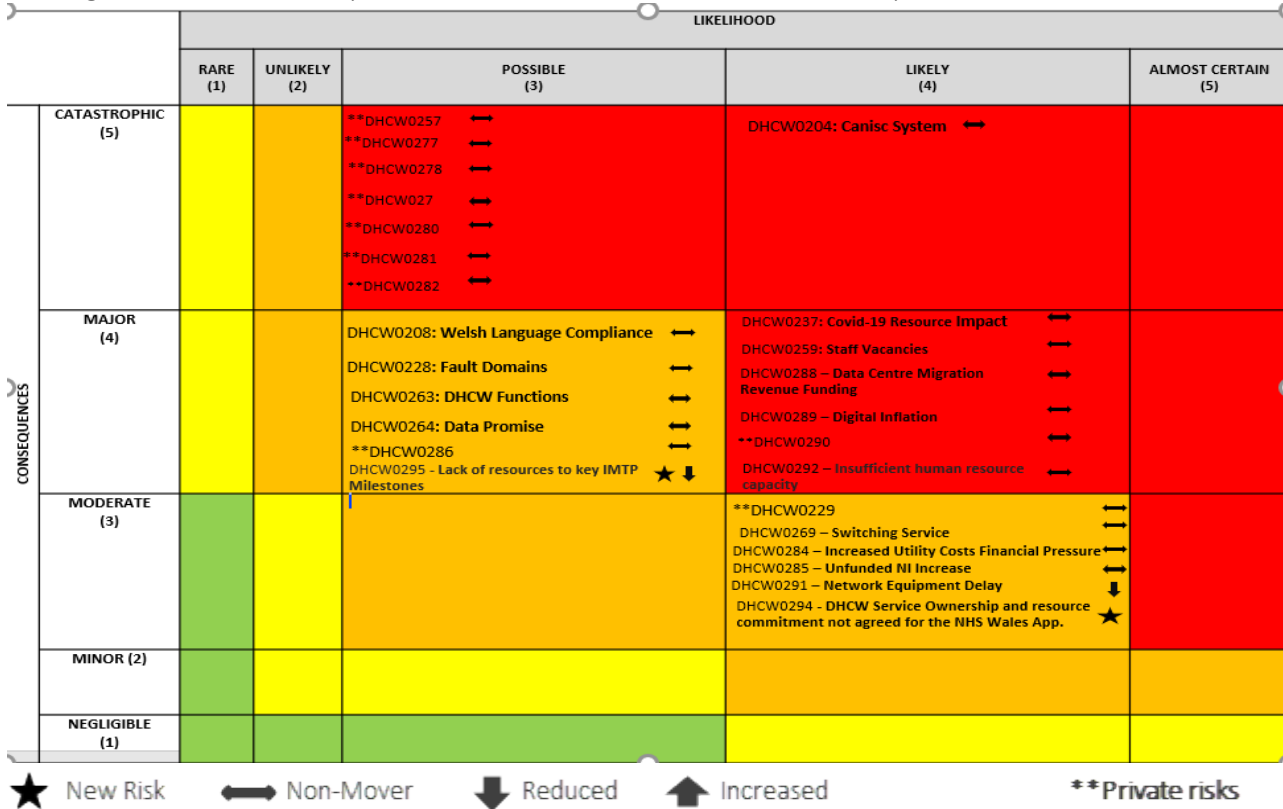 LIKELIHOOD
RARE
(1)
UNLIKELY
(2)
POSSIBLE
(3)
LIKELY
(4)
ALMOST CERTAIN
(5)
CONSEQUENCES
CATASTROPHIC
(5)
**DHCW0257
**DHCW0277
**DHCW0278
**DHCW027
**DHCW0280
**DHCW0281
**DHCW0282
DHCW0204: Canisc System
MAJOR
(4)
DHCW0208: Welsh Language Compliance
DHCW0228: Fault Domains
DHCW0263: DHCW Functions
DHCW0264: Data Promise
**DHCW0286
DHCW0295 - Lack of resources to key IMTP
Milestones
DHCW0237: Covid-19 Resource Impact
DHCW0259: Staff Vacancies
DHCW0288 – Data Centre Migration
Revenue Funding
DHCW0289 – Digital Inflation
**DHCW0290
DHCW0292 – Insufficient human resource
capacity
MODERATE
(3)
**DHCW0229
DHCW0269 – Switching Service
DHCW0284 – Increased Utility Costs Financial Pressure
DHCW0285 – Unfunded NI Increase
DHCW0291 – Network Equipment Delay
DHCW0294 - DHCW Service Ownership and resource
commitment not agreed for the NHS Wales App.
MINOR (2)
NEGLIGIBLE
(1)
New Risk
Non-Mover
Reduced
Increased
**Private risks